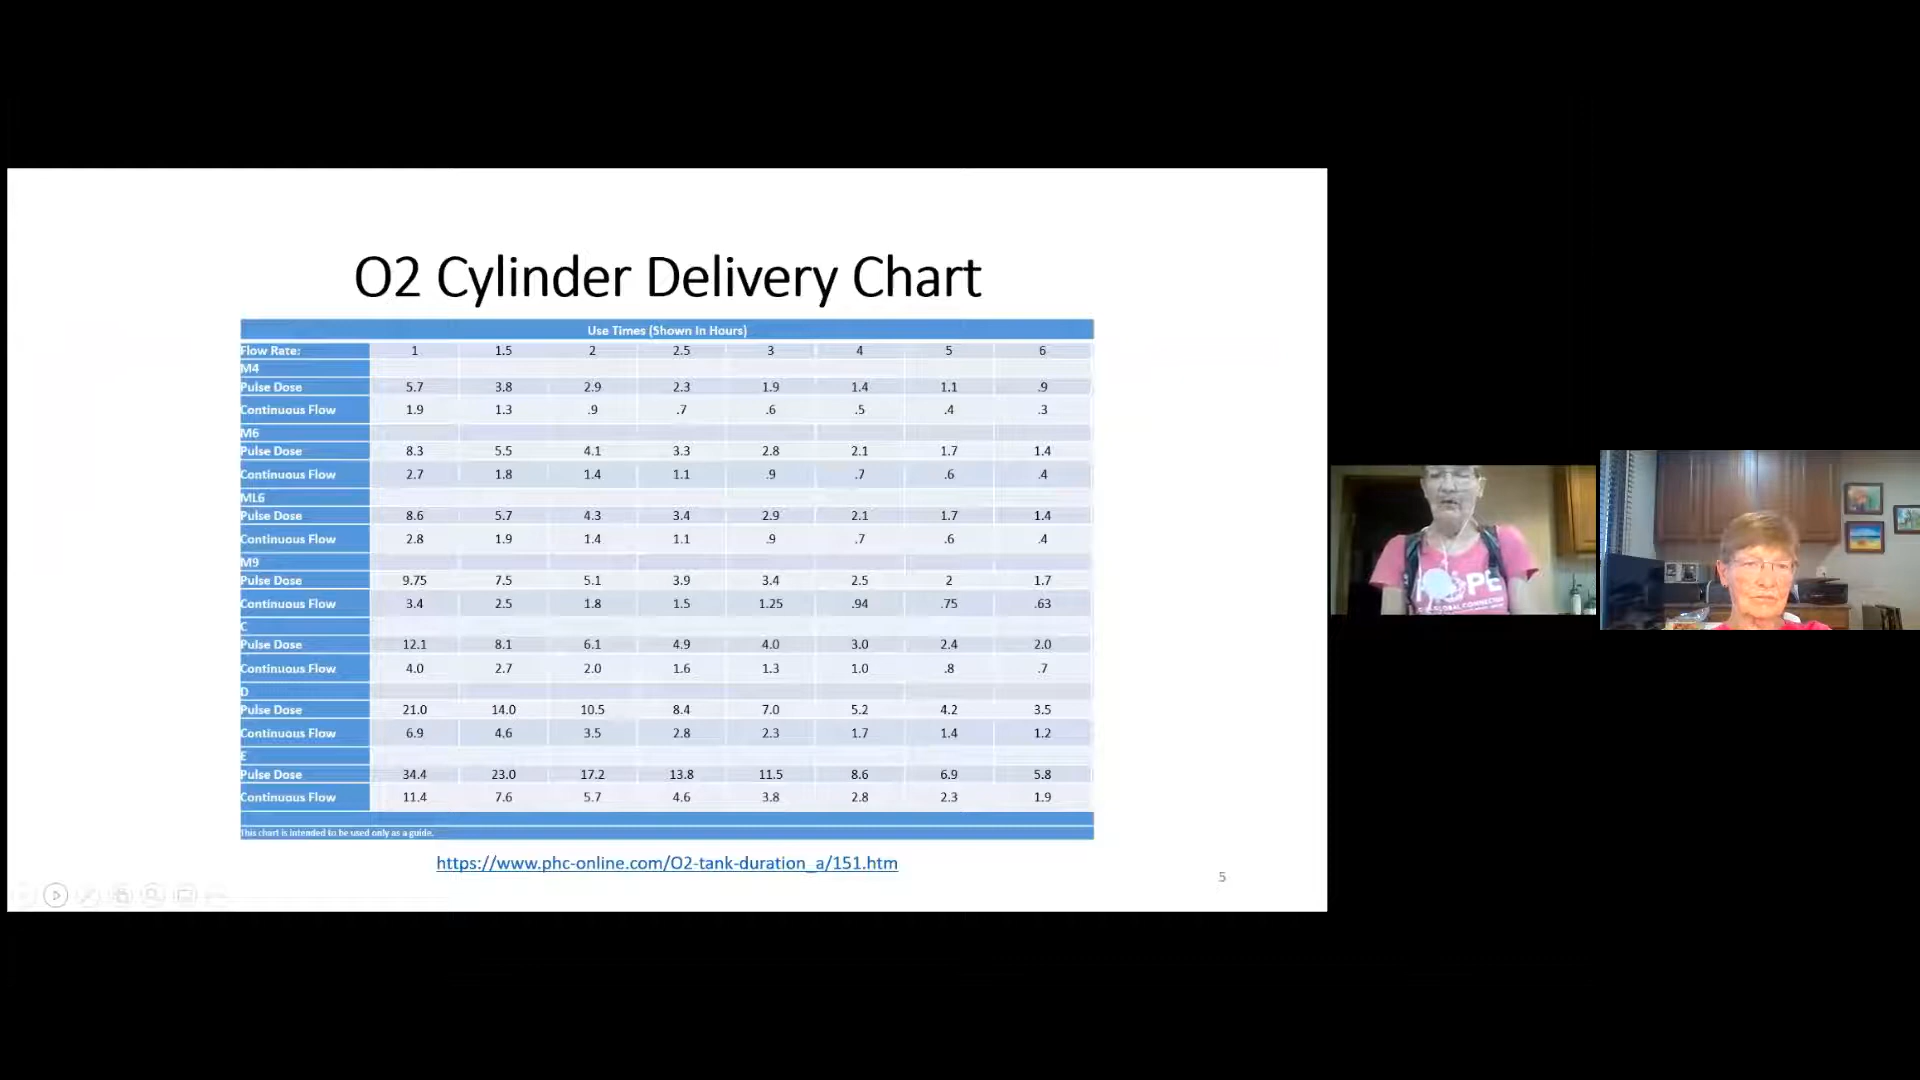 O2 Cylinder Delivery Chart
Use Times (Shown In Hours)
Flow Rate: 1 1.5 2 2.5 3 4 5 6
M4
Pulse Dose 5.7 3.8 2.9 2.3 1.9 1.4 1.1 .9
Continuous Flow 1.9 1.3 .9 .7 .6 .5 .4 .3
M6
Pulse Dose 8.3 5.5 4.1 3.3 2.8 2.1 1.7 1.4
Continuous Flow 2.7 1.8 1.4 1.1 .9 .7 .6 .4
ML6
Pulse Dose 8.6 5.7 4.3 3.4 2.9 2.1 1.7 1.4
Continuous Flow 2.8 1.9 1.4 1.1 .9 .7 .6 .4
M9
Pulse Dose 9.75 7.5 5.1 3.9 3.4 2.5 2 1.7
Continuous Flow 3.4 2.5 1.8 1.5 1.25 .94 .75 .63
C
Pulse Dose 12.1 8.1 6.1 4.9 4.0 3.0 2.4 2.0
Continuous Flow 4.0 2.7 2.0 1.6 1.3 1.0 .8 .7
D
Pulse Dose 21.0 14.0 10.5 8.4 7.0 5.2 4.2 3.5
Continuous Flow 6.9 4.6 3.5 2.8 2.3 1.7 1.4 1.2
E
Pulse Dose 34.4 23.0 17.2 13.8 11.5 8.6 6.9 5.8
Continuous Flow 11.4 7.6 5.7 4.6 3.8 2.8 2.3 1.9
This chart is intended to be used only as a guide.
https://www.phc-online.com/O2-tank-duration_a/151.htm
5